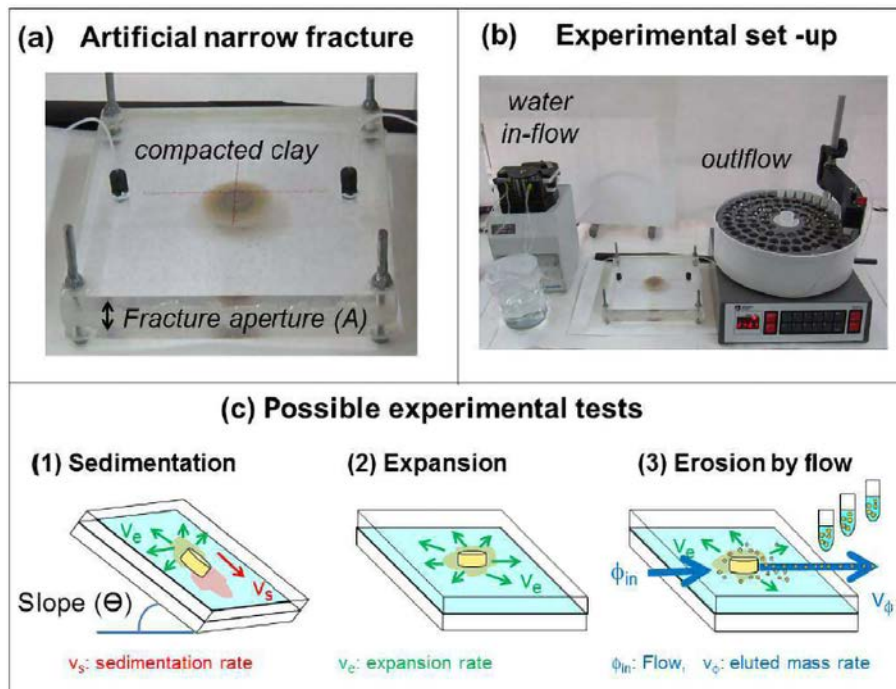 (a) Artificial narrow fracture
compacted clay
Fracture aperture (A)
(b) Experimental set -up
water
in-flow
outlflow
(c) Possible experimental tests
(1) Sedimentation
Vₑ
Vₛ
Slope (Θ)
vₛ: sedimentation rate
(2) Expansion
Vₑ
vₑ: expansion rate
(3) Erosion by flow
Vₑ
ϕin
Vϕ
ϕin: Flow, vϕ: eluted mass rate